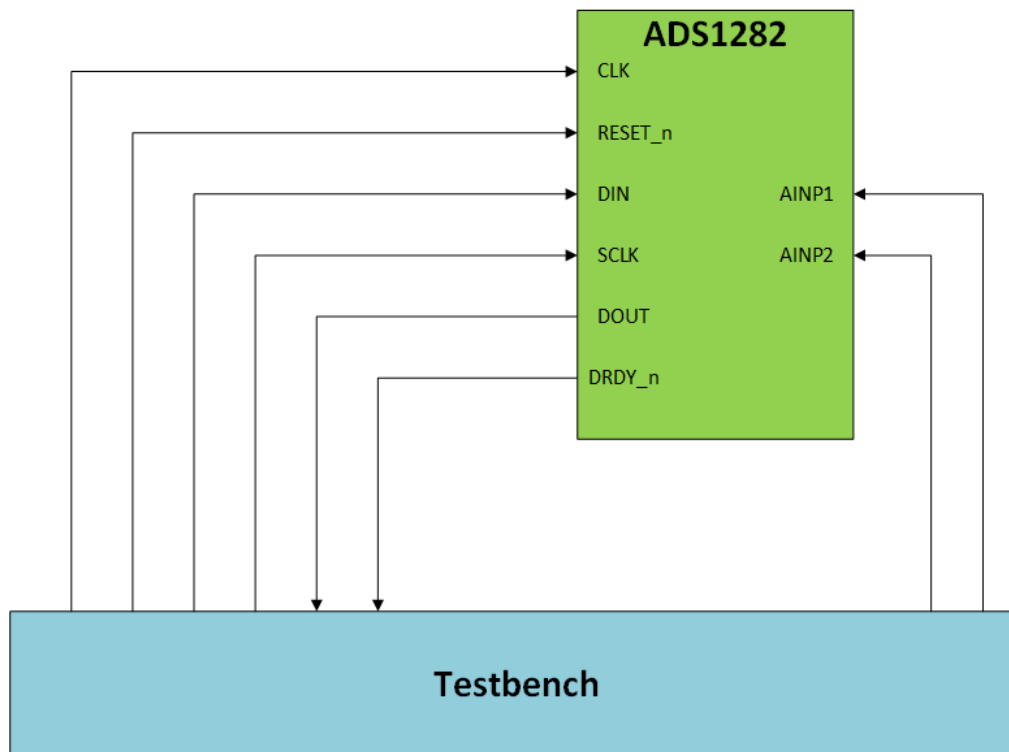 ADS1282
CLK
RESET_n
DIN
AINP1
SCLK
AINP2
DOUT
DRDY_n
Testbench